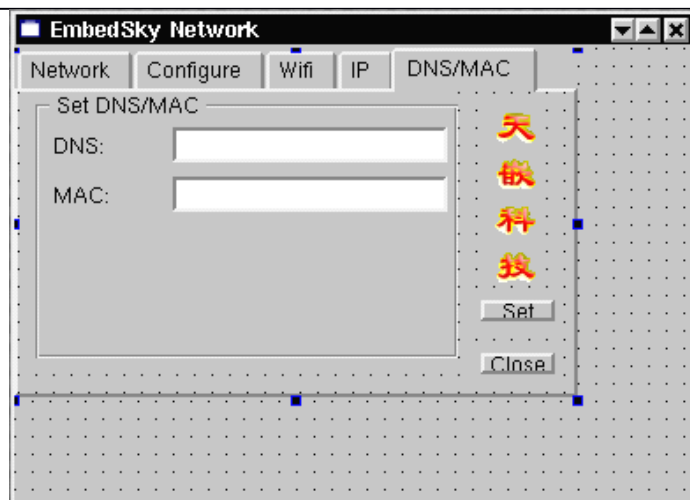 EmbedSky Network
Network Configure Wifi IP DNS/MAC
Set DNS/MAC
DNS:
MAC:
天
嵌
科
技
Set
Close